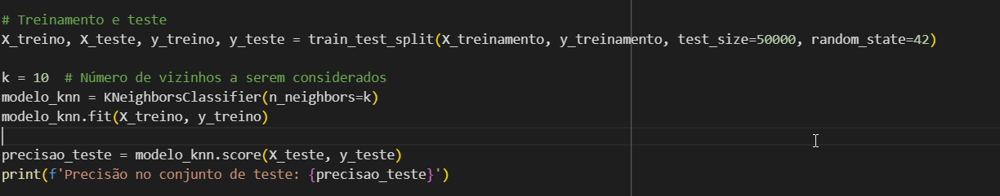 # Treinamento e teste
X_treino, X_teste, y_treino, y_teste = train_test_split(X_treinamento, y_treinamento, test_size=50000, random_state=42)
k = 10  # Número de vizinhos a serem considerados
modelo_knn = KNeighborsClassifier(n_neighbors=k)
modelo_knn.fit(X_treino, y_treino)
precisao_teste = modelo_knn.score(X_teste, y_teste)
print(f'Precisão no conjunto de teste: {precisao_teste}')